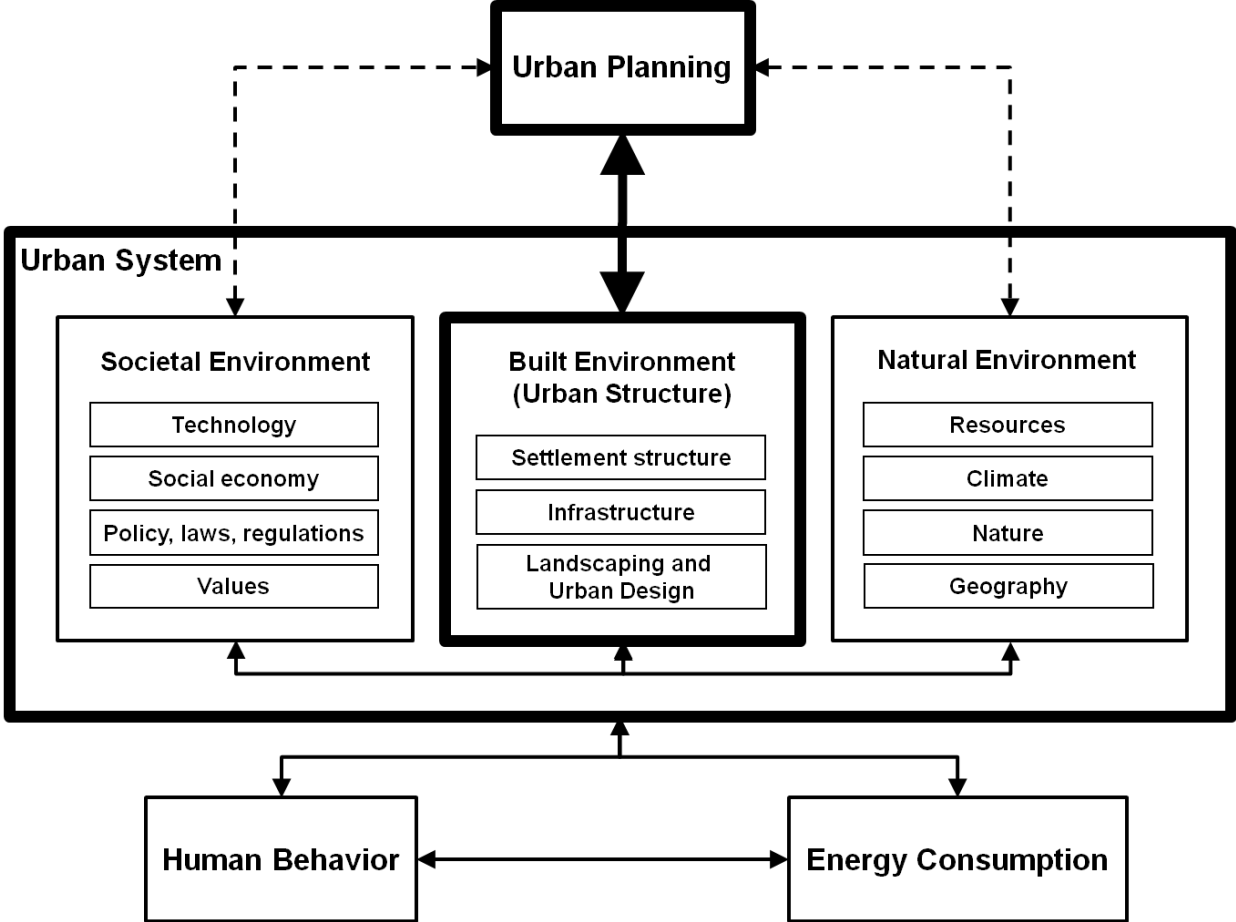 Urban Planning
Urban System
Societal Environment
Technology
Social economy
Policy, laws, regulations
Values
Built Environment
(Urban Structure)
Settlement structure
Infrastructure
Landscaping and
Urban Design
Natural Environment
Resources
Climate
Nature
Geography
Human Behavior
Energy Consumption